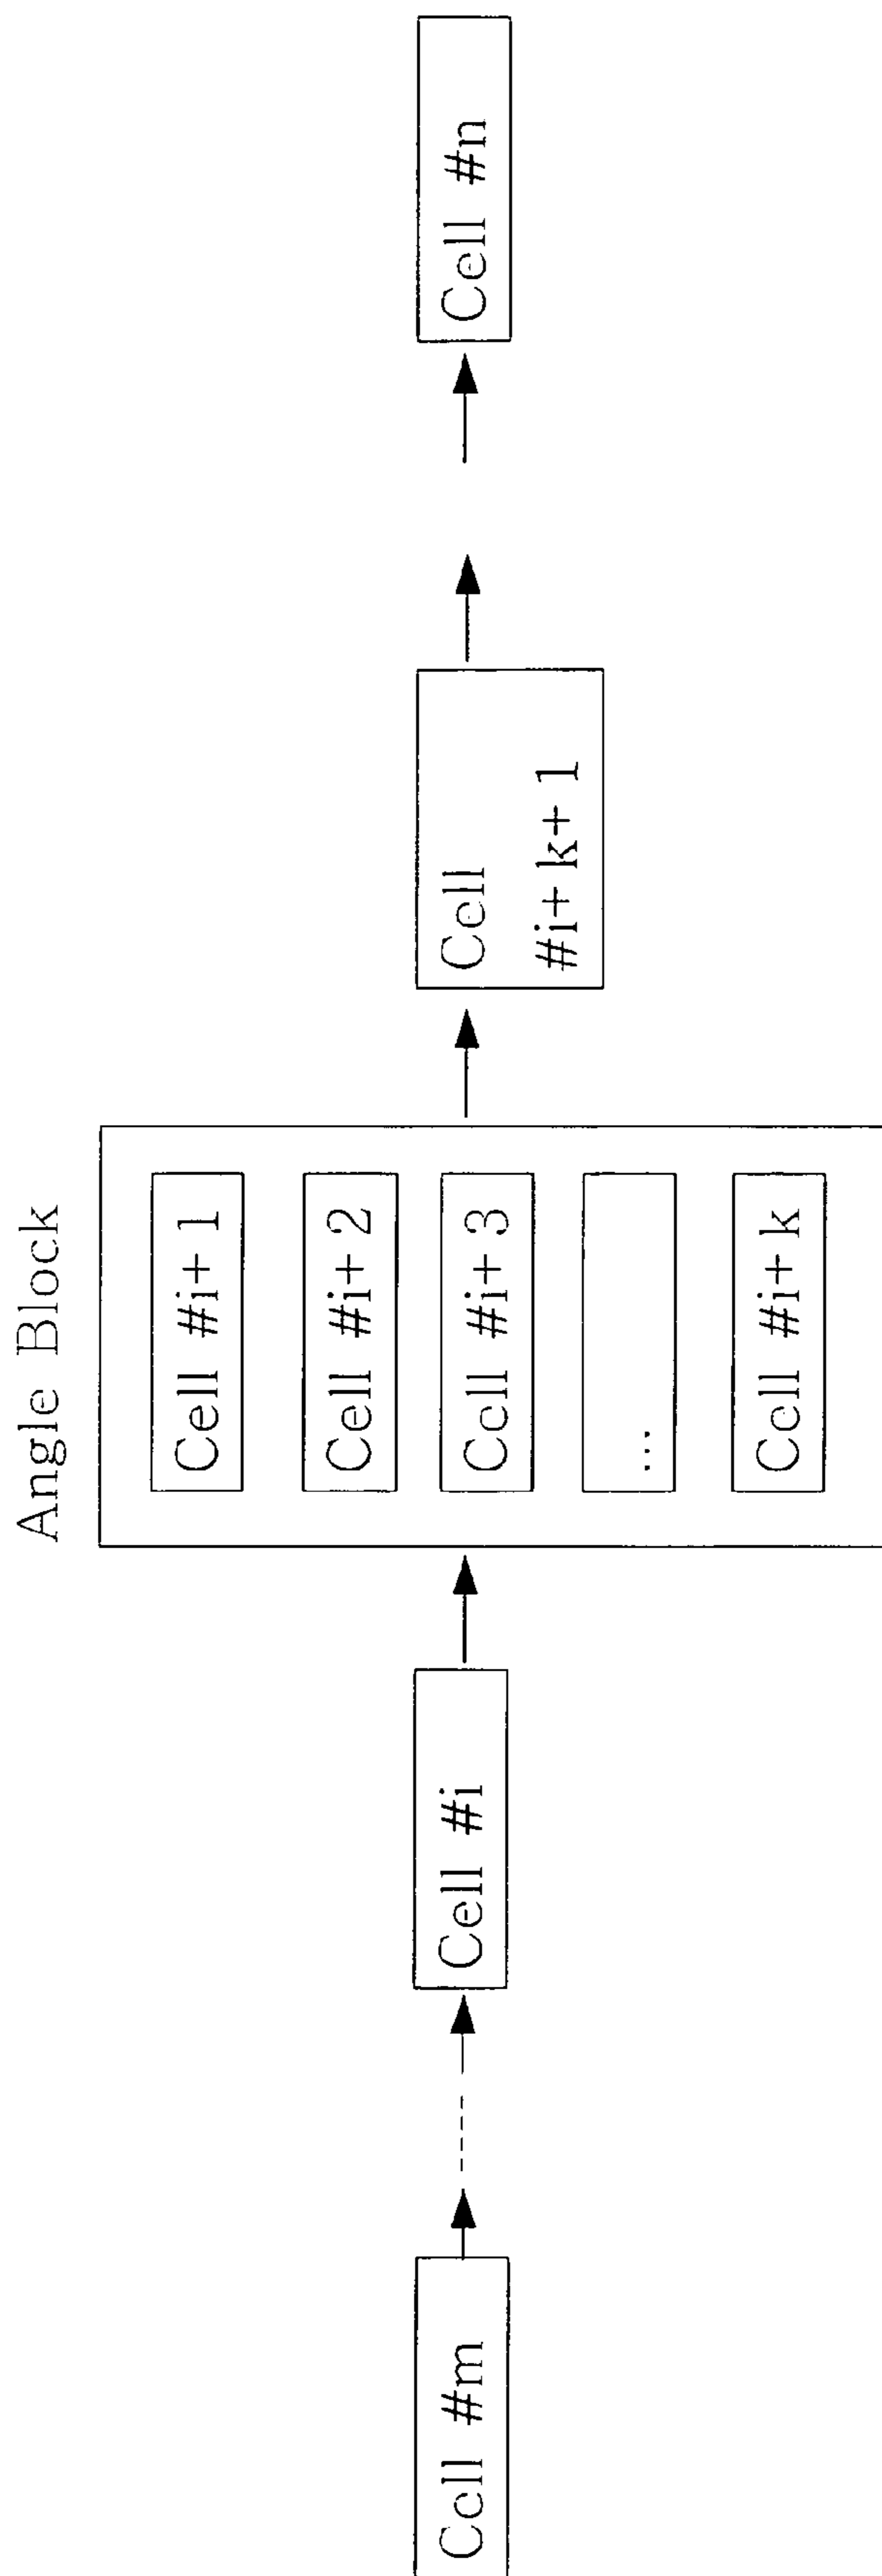 Angle Block
Cell #m
Cell #i
Cell #i+1
Cell #i+2
Cell #i+3
...
Cell #i+k
Cell
#i+k+1
Cell #n